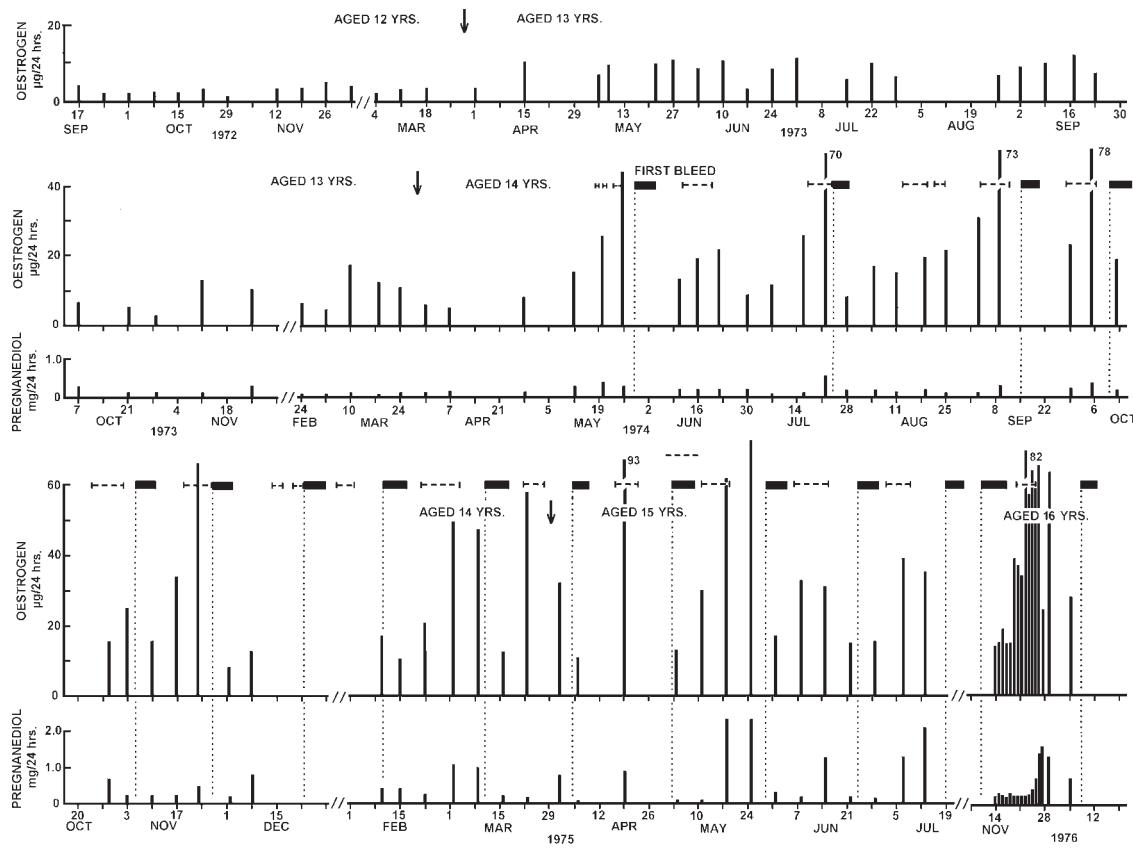 AGED 12 YRS. AGED 13 YRS.
OESTROGEN
µg/24 hrs.
20
0
17 1 15 29 12 26 4 18 1 15 29 13 27 10 24 8 22 19 2 16 30
SEP OCT NOV MAR APR MAY JUN JUL AUG SEP
1972 1973
AGED 13 YRS. AGED 14 YRS. FIRST BLEED 70 73 78
OESTROGEN
µg/24 hrs.
40
20
0
PREGNANEDIOL
mg/24 hrs.
1.0
0
7 21 4 18 24 10 24 7 21 5 19 2 16 30 14 28 11 25 8 22 6
OCT NOV FEB MAR APR MAY JUN JUL AUG SEP OCT
1973 1974
93 82
AGED 14 YRS. AGED 15 YRS. AGED 16 YRS.
OESTROGEN
µg/24 hrs.
60
40
20
0
PREGNANEDIOL
mg/24 hrs.
2.0
1.0
0
20 3 17 1 15 1 15 1 15 29 12 26 10 24 7 21 5 19 14 28 12
OCT NOV DEC FEB MAR APR MAY JUN JUL NOV
1975 1976